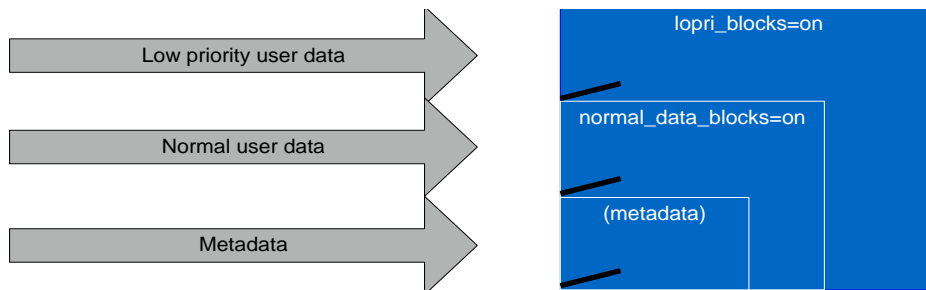 Low priority user data
lopri_blocks=on
Normal user data
normal_data_blocks=on
Metadata
(metadata)